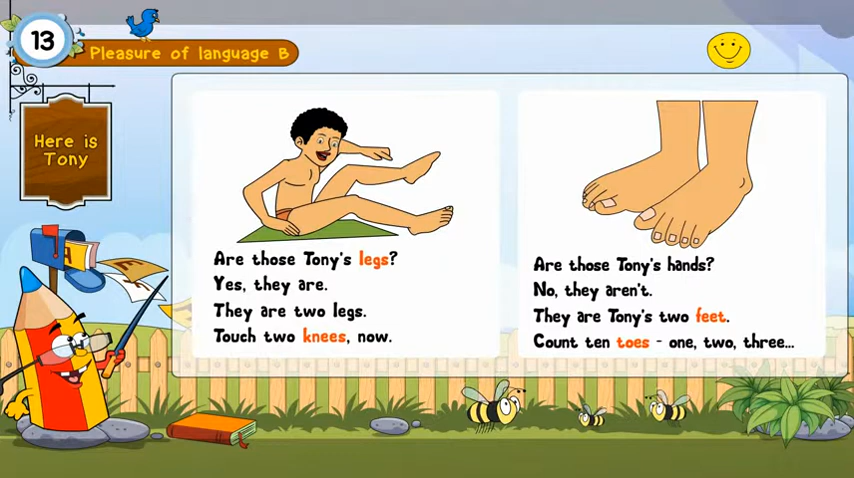 13
Pleasure of language B
Here is
Tony
Are those Tony's legs?
Yes, they are.
They are two legs.
Touch two knees, now.
Are those Tony's hands?
No, they aren't.
They are Tony's two feet.
Count ten toes - one, two, three...